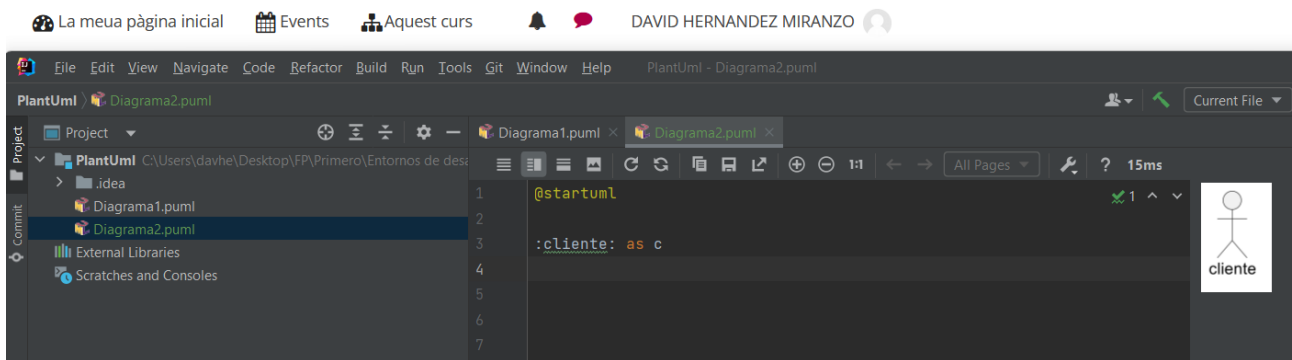 La meua pàgina inicial Events Aquest curs DAVID HERNANDEZ MIRANZO
File Edit View Navigate Code Refactor Build Run Tools Git Window Help PlantUml - Diagrama2.puml
PlantUml Diagrama2.puml Current File
Project Project Diagrama1.puml Diagrama2.puml
PlantUml C:\Users\davhe\Desktop\FP\Primero\Entornos de desa 1:1 All Pages ? 15ms
.idea 1 @startuml 1
Diagrama1.puml 2
Commit Diagrama2.puml 3 :cliente: as c
External Libraries 4 cliente
Scratches and Consoles 5
6
7